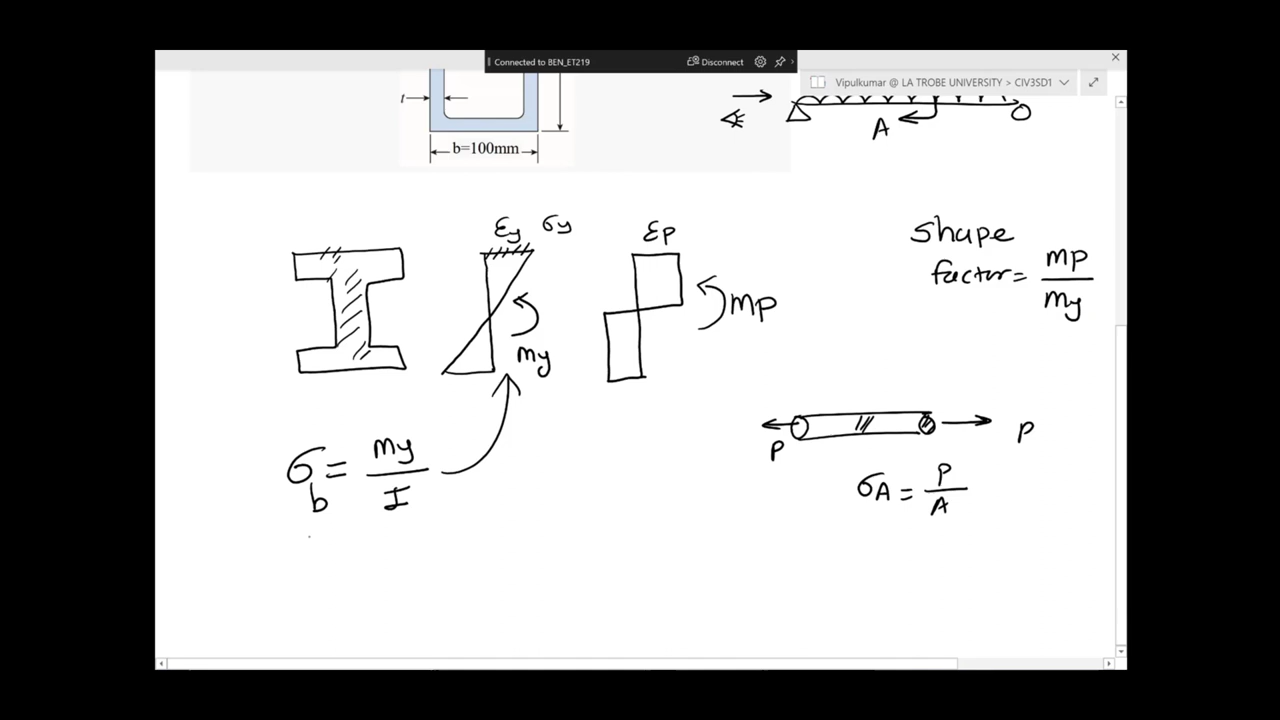 Connected to BEN_ET219
Disconnect
Vipulkumar @ LA TROBE UNIVERSITY > CIV3SD1
t
b=100mm
A
εy σy
εp
shape
factor = Mp
My
Mp
My
σb = My
I
P
P
σA = P
A